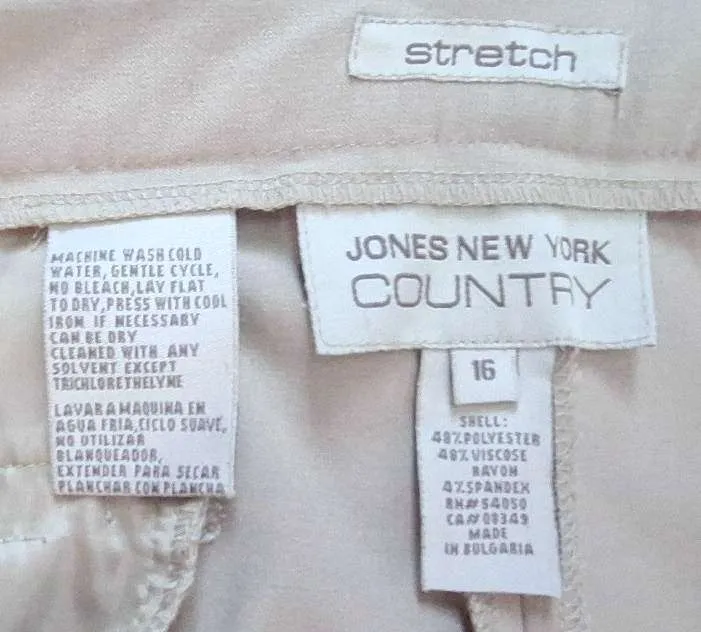 stretch
MACHINE WASH COLD
WATER, GENTLE CYCLE,
NO BLEACH, LAY FLAT
TO DRY, PRESS WITH COOL
IRON IF NECESSARY
CAN BE DRY
CLEANED WITH ANY
SOLVENT EXCEPT
TRICHLORETHELYNE
LAVAR A MAQUINA EN
AGUA FRIA, CICLO SUAVE,
NO UTILIZAR
BLANQUEADOR,
EXTENDER PARA SECAR
PLANCHAR CON PLANCHA
JONES NEW YORK
COUNTRY
16
SHELL:
48%POLYESTER
48%VISCOSE
RAYON
4%SPANDEX
RN# 54050
CA# 08349
MADE
IN BULGARIA